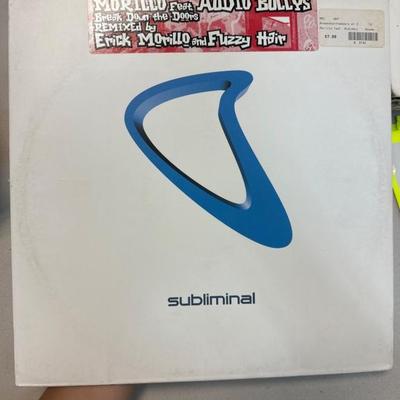 MORILLO Feat AUDIO BULLYS
Break Down the Doors
REMIXED by
Erick Morillo and Fuzzy Hair
£7.99
subliminal